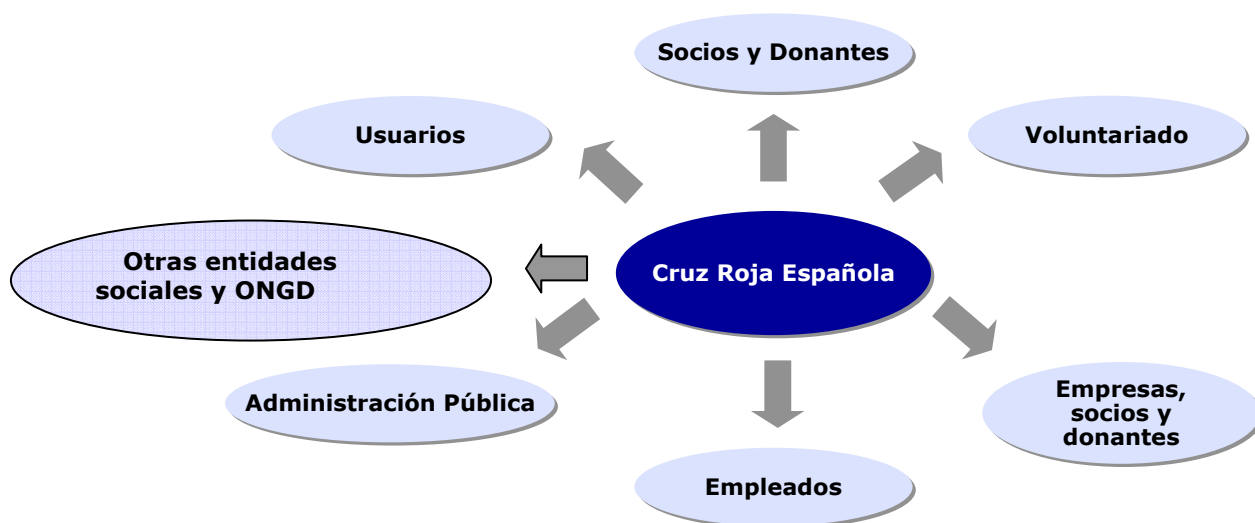 Socios y Donantes
Usuarios
Voluntariado
Otras entidades
sociales y ONGD
Cruz Roja Española
Administración Pública
Empresas,
socios y
donantes
Empleados